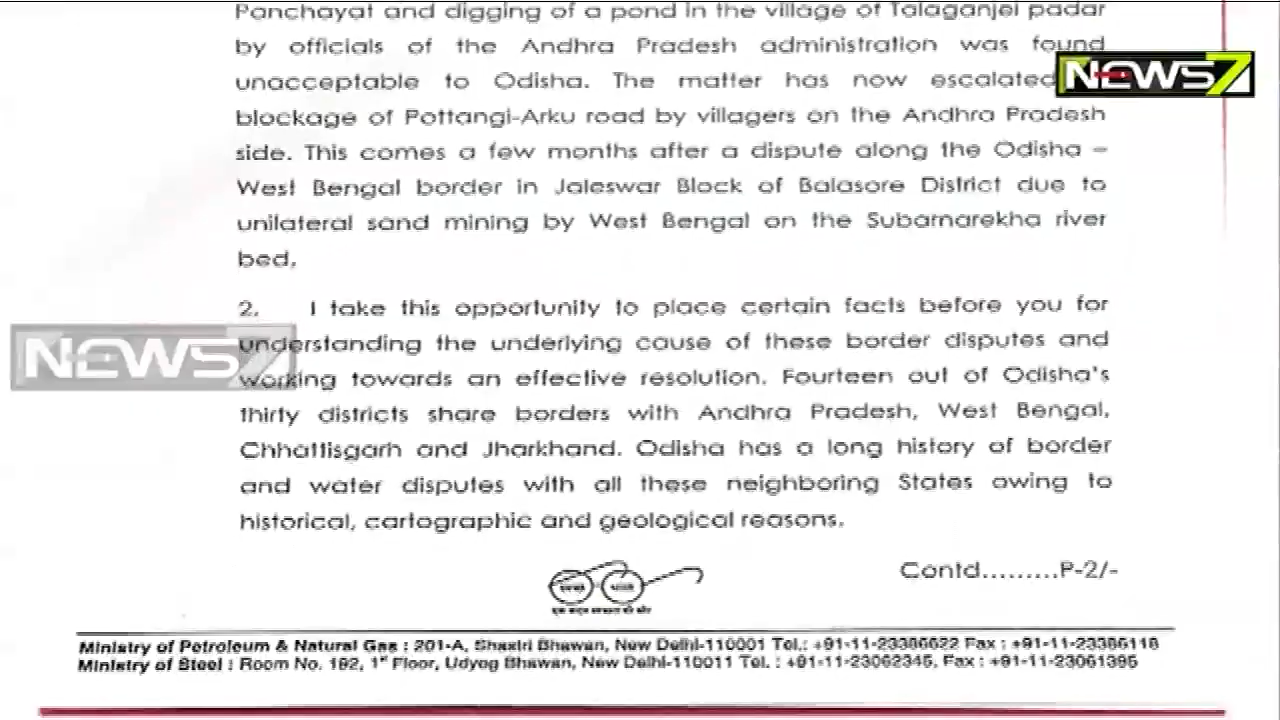 Panchayat and digging of a pond in the village of Talaganjei padar
by officials of the Andhra Pradesh administration was found
unacceptable to Odisha. The matter has now escalated
blockage of Pottangi-Arku road by villagers on the Andhra Pradesh
side. This comes a few months after a dispute along the Odisha –
West Bengal border in Jaleswar Block of Balasore District due to
unilateral sand mining by West Bengal on the Subarnarekha river
bed.
NEWS7
2. I take this opportunity to place certain facts before you for
understanding the underlying cause of these border disputes and
working towards an effective resolution. Fourteen out of Odisha's
thirty districts share borders with Andhra Pradesh, West Bengal,
Chhattisgarh and Jharkhand. Odisha has a long history of border
and water disputes with all these neighboring States owing to
historical, cartographic and geological reasons.
NEWS7
Contd.........P-2/-
एक कदम स्वच्छता की ओर
Ministry of Petroleum & Natural Gas : 201-A, Shastri Bhawan, New Delhi-110001 Tel.: +91-11-23386622 Fax : +91-11-23386118
Ministry of Steel : Room No. 192, 1st Floor, Udyog Bhawan, New Delhi-110011 Tel. : +91-11-23062345, Fax : +91-11-23061395